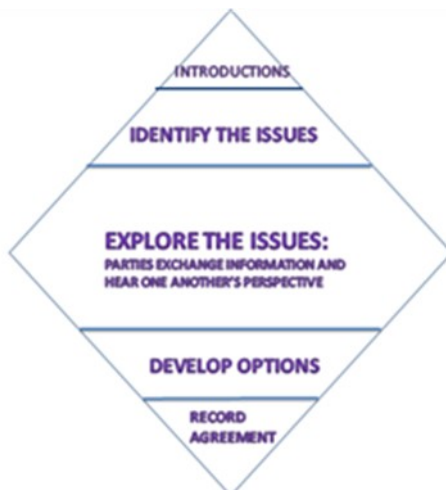 INTRODUCTIONS
IDENTIFY THE ISSUES
EXPLORE THE ISSUES:
PARTIES EXCHANGE INFORMATION AND
HEAR ONE ANOTHER'S PERSPECTIVE
DEVELOP OPTIONS
RECORD
AGREEMENT